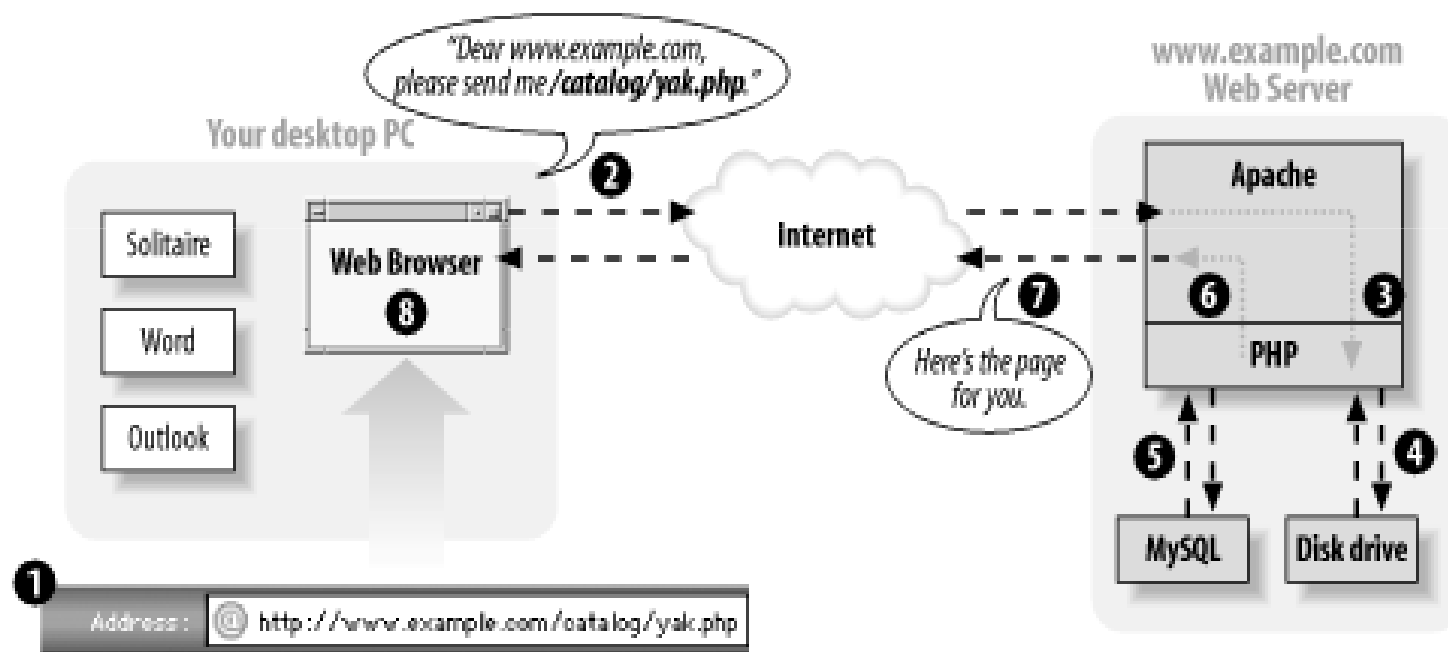 "Dear www.example.com,
please send me /catalog/yak.php."
www.example.com
Web Server
Your desktop PC
2
Apache
Solitaire
Web Browser
8
Internet
7
6
3
Word
PHP
Here's the page
for you.
Outlook
5
4
MySQL
Disk drive
1
Address:
@ http://www.example.com/catalog/yak.php